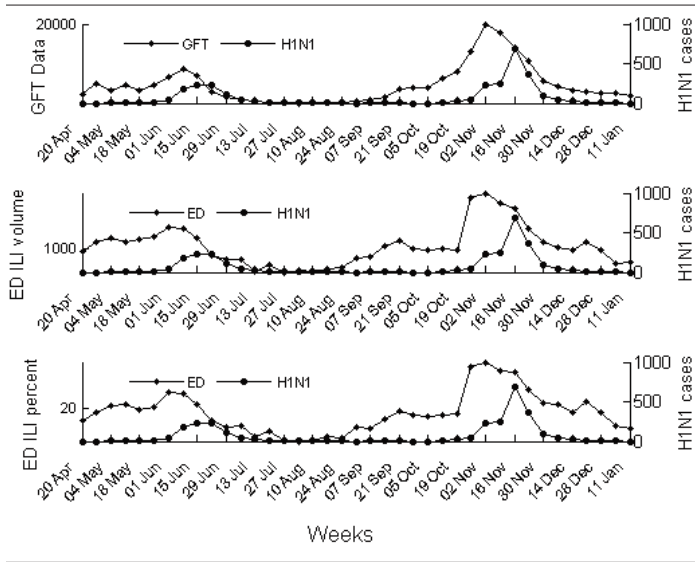 20000
1000
GFT
H1N1
500
0
GFT Data
H1N1 cases
20 Apr 04 May 18 May 01 Jun 15 Jun 29 Jun 13 Jul 27 Jul 10 Aug 24 Aug 07 Sep 21 Sep 05 Oct 19 Oct 02 Nov 16 Nov 30 Nov 14 Dec 28 Dec 11 Jan
1000
ED
H1N1
1000
500
0
ED ILI volume
H1N1 cases
20 Apr 04 May 18 May 01 Jun 15 Jun 29 Jun 13 Jul 27 Jul 10 Aug 24 Aug 07 Sep 21 Sep 05 Oct 19 Oct 02 Nov 16 Nov 30 Nov 14 Dec 28 Dec 11 Jan
1000
ED
H1N1
20
500
0
ED ILI percent
H1N1 cases
20 Apr 04 May 18 May 01 Jun 15 Jun 29 Jun 13 Jul 27 Jul 10 Aug 24 Aug 07 Sep 21 Sep 05 Oct 19 Oct 02 Nov 16 Nov 30 Nov 14 Dec 28 Dec 11 Jan
Weeks